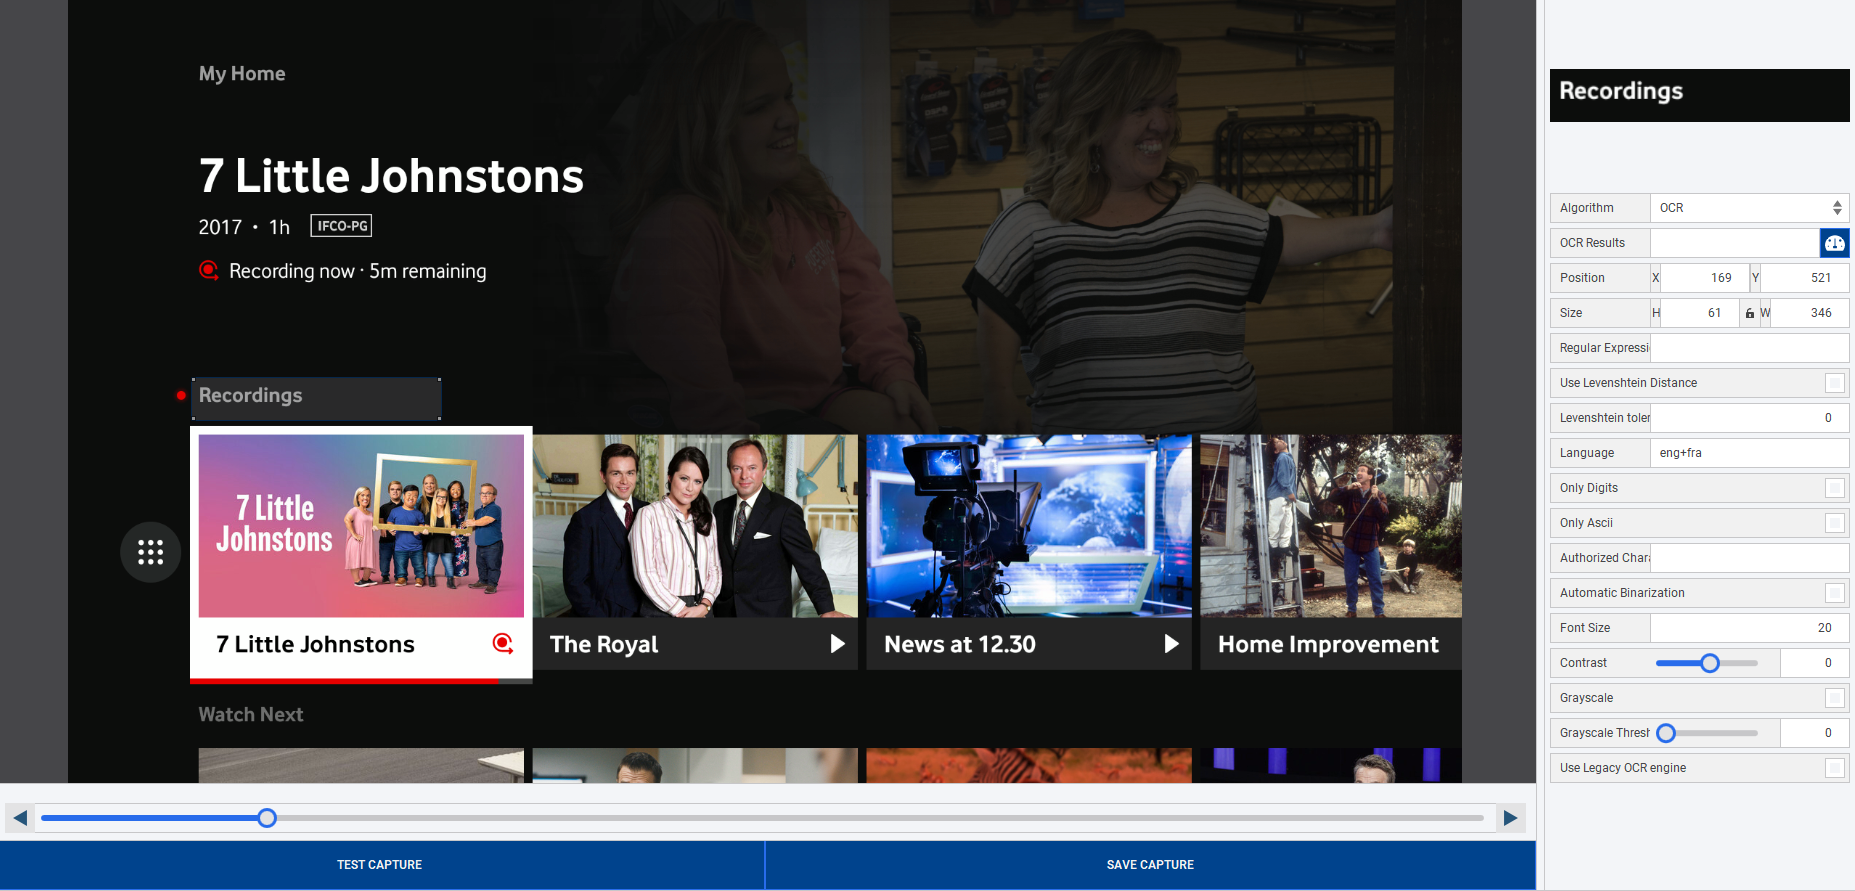 My Home
7 Little Johnstons
2017 • 1h IFCO-PG
Recording now · 5m remaining
Recordings
7 Little
Johnstons
7 Little Johnstons
The Royal
News at 12.30
Home Improvement
Watch Next
TEST CAPTURE
SAVE CAPTURE
Recordings
Algorithm OCR
OCR Results
Position X 169 Y 521
Size H 61 W 346
Regular Expressi
Use Levenshtein Distance
Levenshtein toler 0
Language eng+fra
Only Digits
Only Ascii
Authorized Chara
Automatic Binarization
Font Size 20
Contrast 0
Grayscale
Grayscale Thresh 0
Use Legacy OCR engine